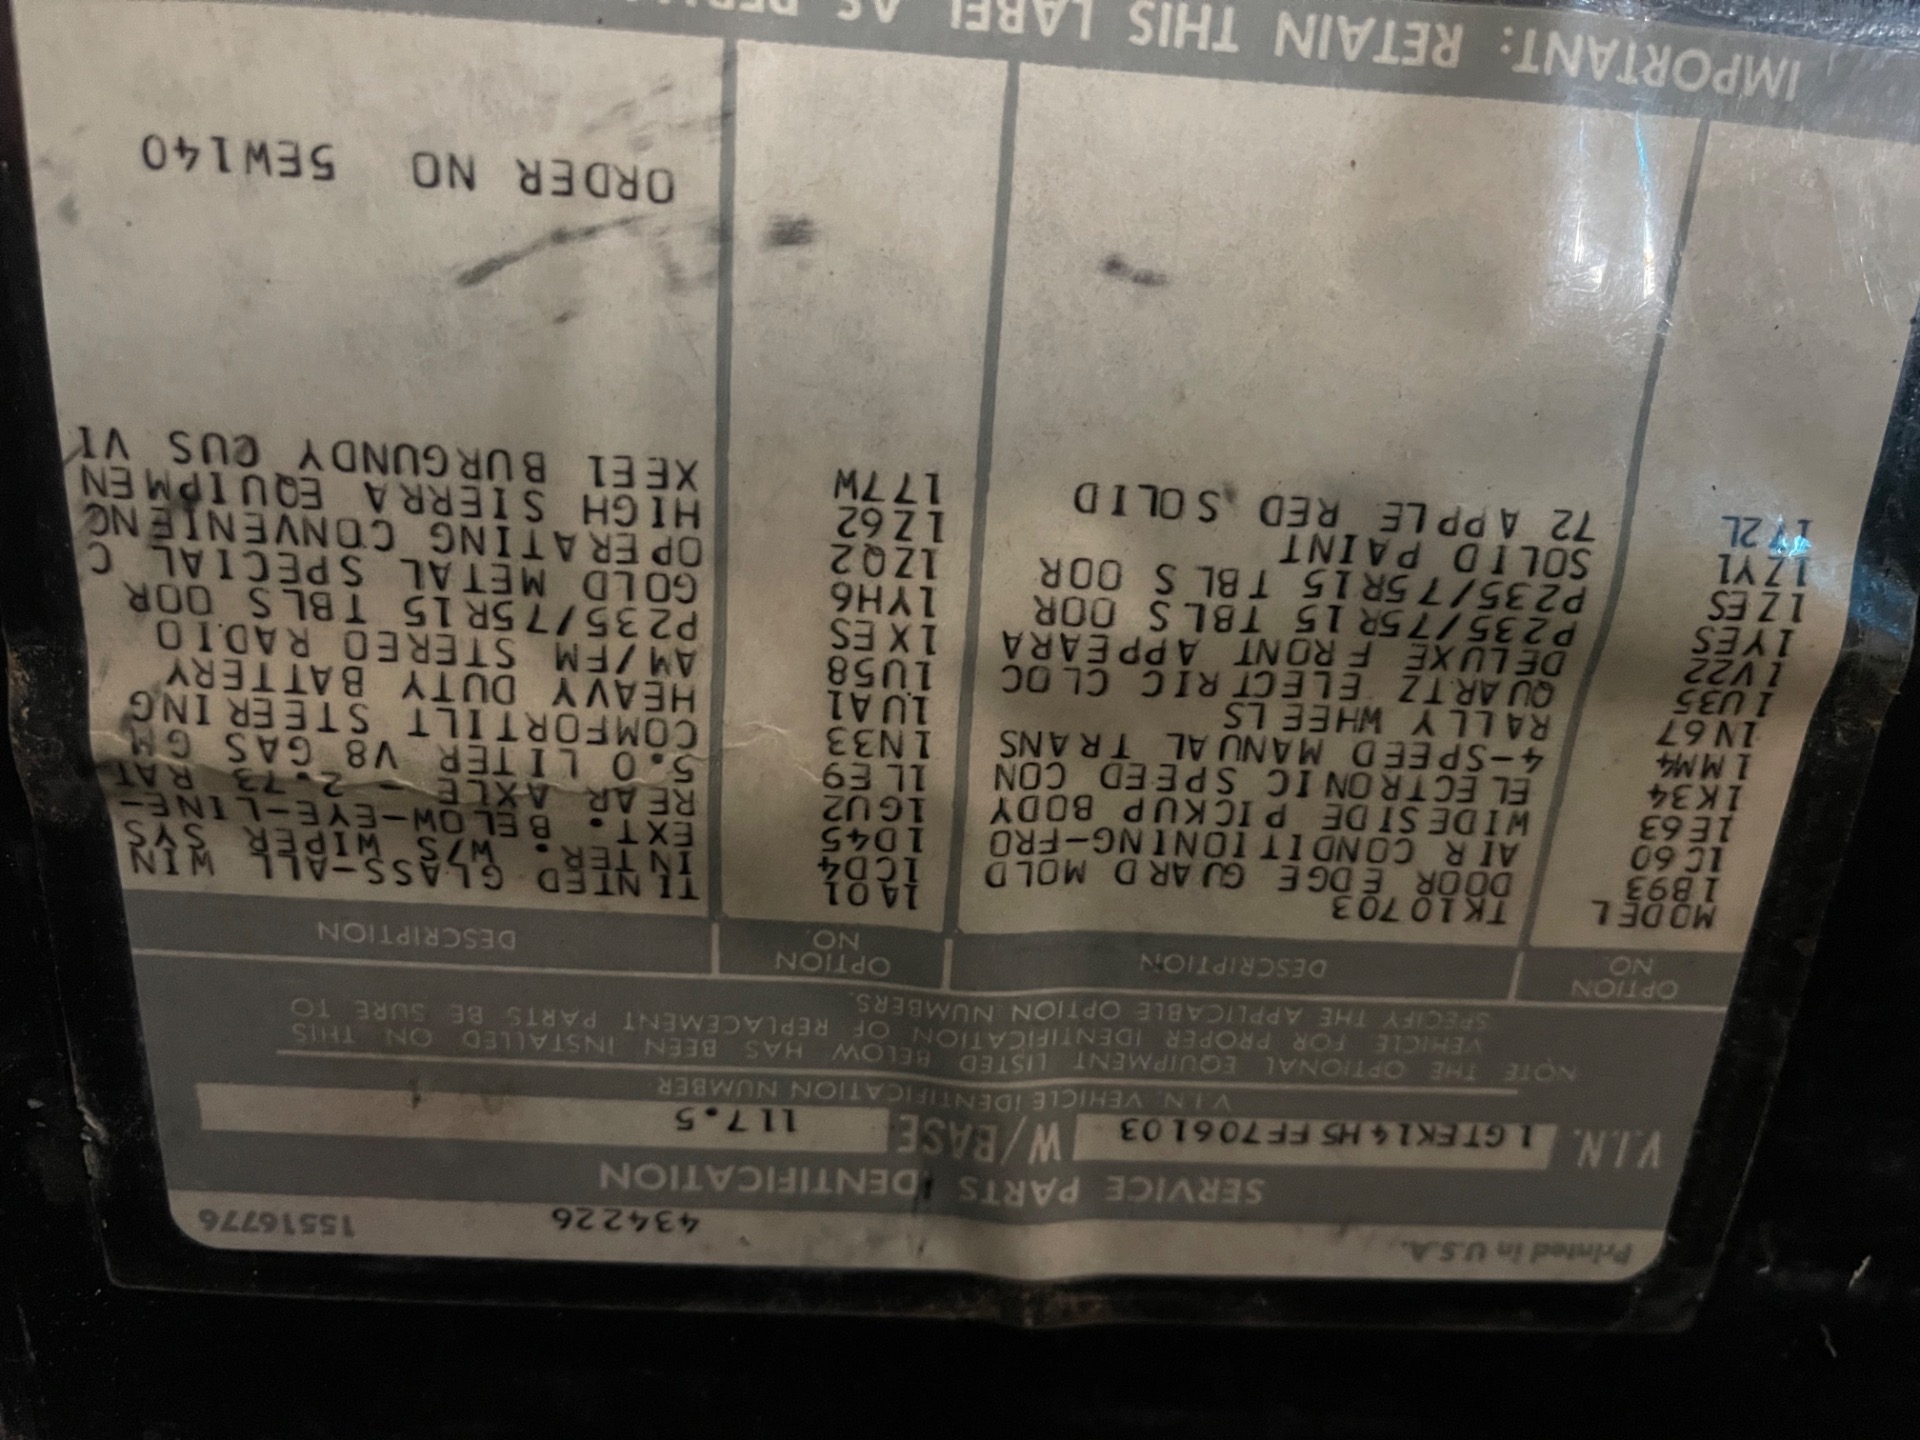 Printed in U.S.A. 434226 15516776
SERVICE PARTS IDENTIFICATION
V.I.N. 1GTEK14H5FF706103 W/BASE 117.5
V.I.N. VEHICLE IDENTIFICATION NUMBER
NOTE THE OPTIONAL EQUIPMENT LISTED BELOW HAS BEEN INSTALLED ON THIS
VEHICLE FOR PROPER IDENTIFICATION OF REPLACEMENT PARTS BE SURE TO
SPECIFY THE APPLICABLE OPTION NUMBERS.
OPTION NO DESCRIPTION OPTION NO DESCRIPTION
MODEL TK10703 1A01 TINTED GLASS-ALL WIN
1B93 DOOR EDGE GUARD MOLD 1CD4 INTER. W/S WIPER SYS
1C60 AIR CONDITIONING-FRO 1D45 EXT. BELOW-EYE-LINE-
1E63 WIDESIDE PICKUP BODY 1GU2 REAR AXLE - 2.73 RAT
1K34 ELECTRONIC SPEED CON 1LE9 5.0 LITER V8 GAS GM
1MM4 4-SPEED MANUAL TRANS 1N33 COMFORTILT STEERING
1N67 RALLY WHEELS 1UA1 HEAVY DUTY BATTERY
1U35 QUARTZ ELECTRIC CLOC 1U58 AM/FM STEREO RADIO
1V22 DELUXE FRONT APPEARA 1XES P235/75R15 TBLS OOR
1YES P235/75R15 TBLS OOR 1YH6 GOLD METAL SPECIAL C
1ZES P235/75R15 TBLS OOR 1ZQ2 OPERATING CONVENIENC
1ZY1 SOLID PAINT 1Z62 HIGH SIERRA EQUIPMEN
172L 72 APPLE RED SOLID 177W XEE1 BURGUNDY CUS VI
ORDER NO 5EW140
IMPORTANT: RETAIN THIS LABEL AS